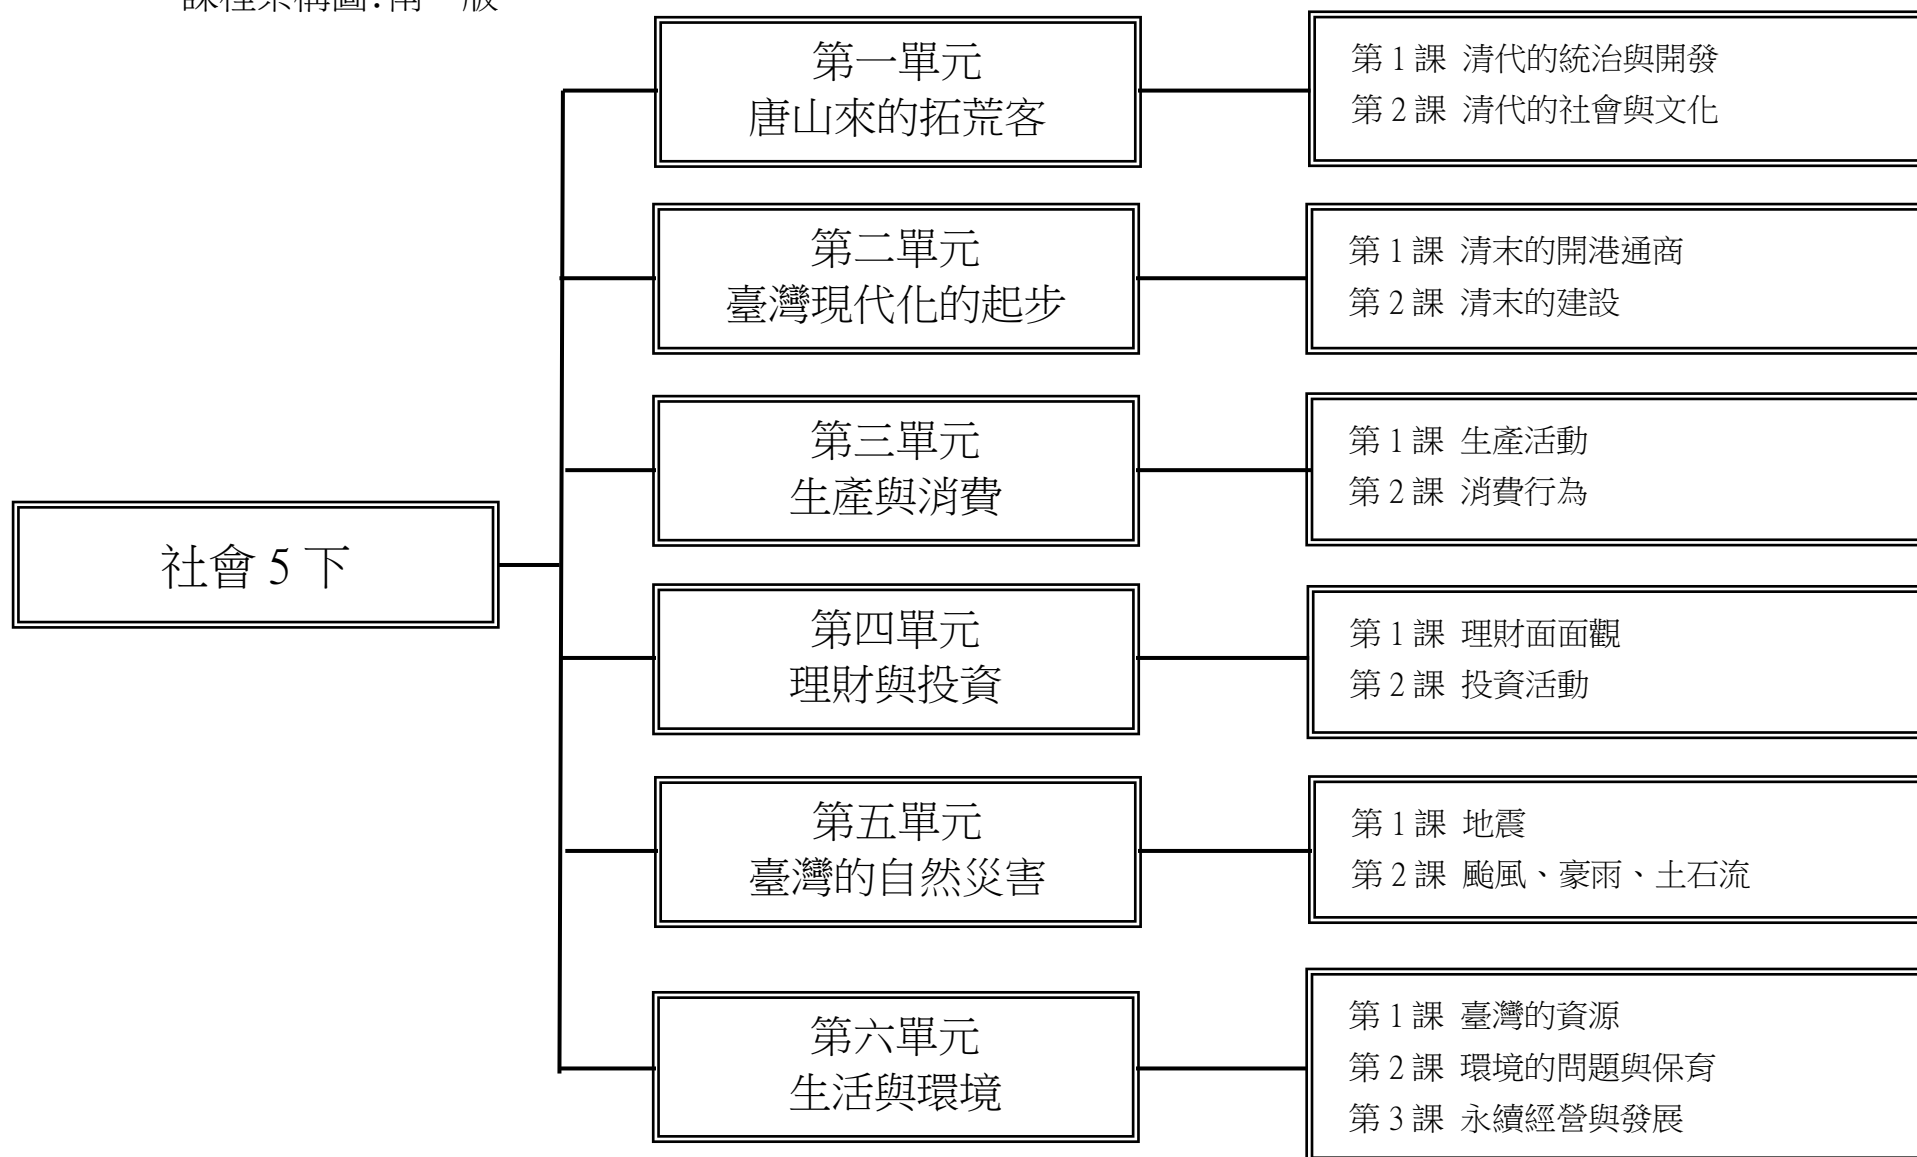 社會 5 下
第一單元
唐山來的拓荒客
第 1 課 清代的統治與開發
第 2 課 清代的社會與文化
第二單元
臺灣現代化的起步
第 1 課 清末的開港通商
第 2 課 清末的建設
第三單元
生產與消費
第 1 課 生產活動
第 2 課 消費行為
第四單元
理財與投資
第 1 課 理財面面觀
第 2 課 投資活動
第五單元
臺灣的自然災害
第 1 課 地震
第 2 課 颱風、豪雨、土石流
第六單元
生活與環境
第 1 課 臺灣的資源
第 2 課 環境的問題與保育
第 3 課 永續經營與發展